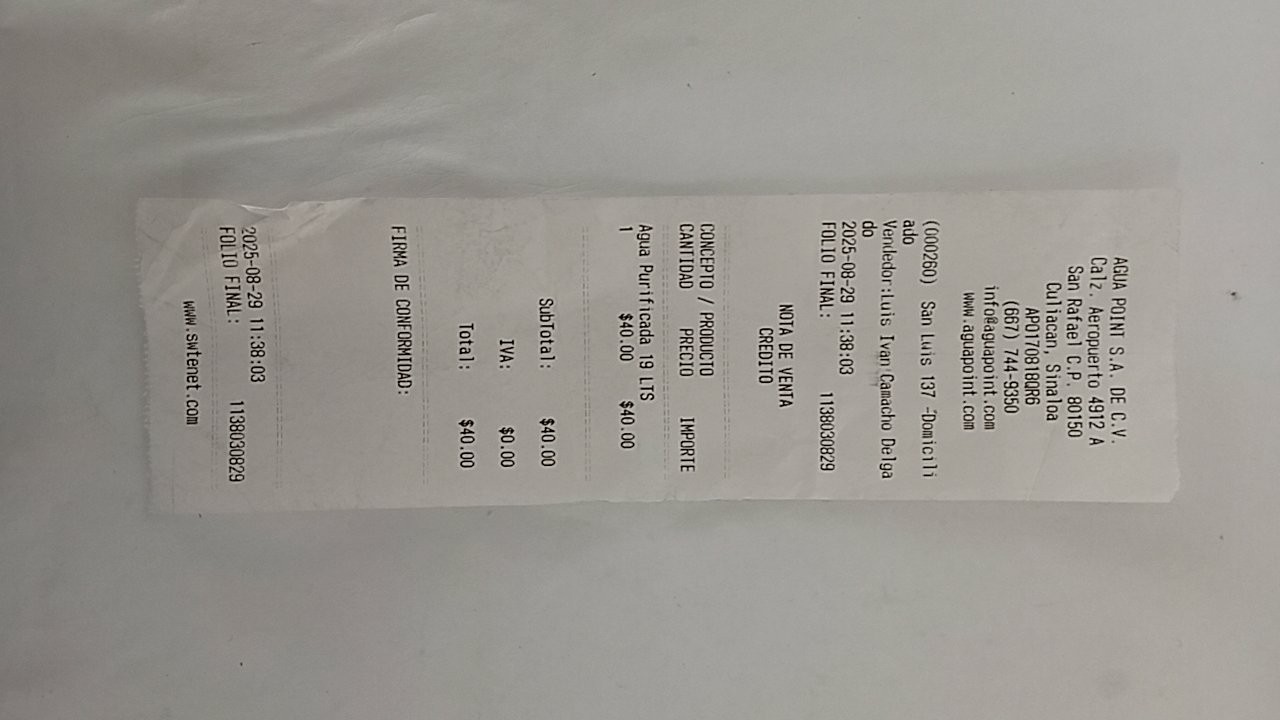 AGUA POINT S.A. DE C.V.
Calz. Aeropuerto 4912 A
San Rafael C.P. 80150
Culiacan, Sinaloa
APO170818QR6
(667) 744-9350
info@aguapoint.com
www.aguapoint.com
(000260) San Luis 137 -Domicili
ado
Vendedor:Luis Ivan Camacho Delga
do
2025-08-29 11:38:03
FOLIO FINAL: 1138030829
NOTA DE VENTA
CREDITO
CONCEPTO / PRODUCTO
CANTIDAD PRECIO IMPORTE
Agua Purificada 19 LTS
1 $40.00 $40.00
SubTotal: $40.00
IVA: $0.00
Total: $40.00
FIRMA DE CONFORMIDAD:
2025-08-29 11:38:03
FOLIO FINAL: 1138030829
www.swtenet.com